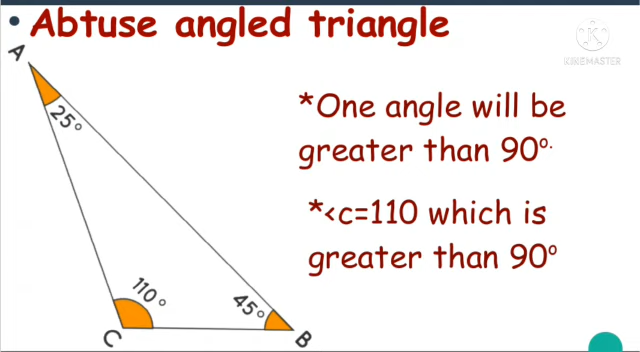 • Abtuse angled triangle
K
KINEMASTER
A
25°
*One angle will be
greater than 90°.
*<c=110 which is
greater than 90°
110°
45°
C
B